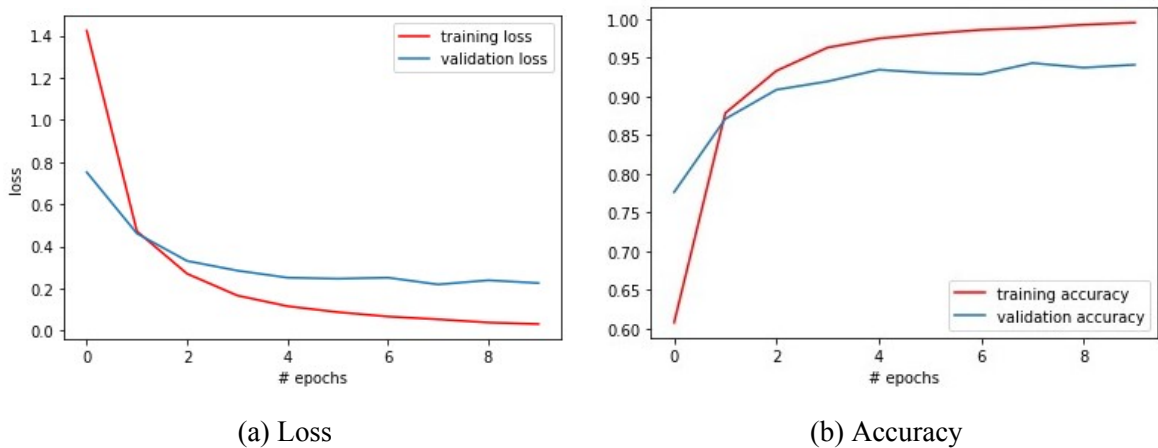 1.4
1.2
1.0
0.8
0.6
0.4
0.2
0.0
loss
training loss
validation loss
0 2 4 6 8
# epochs
(a) Loss
1.00
0.95
0.90
0.85
0.80
0.75
0.70
0.65
0.60
training accuracy
validation accuracy
0 2 4 6 8
# epochs
(b) Accuracy